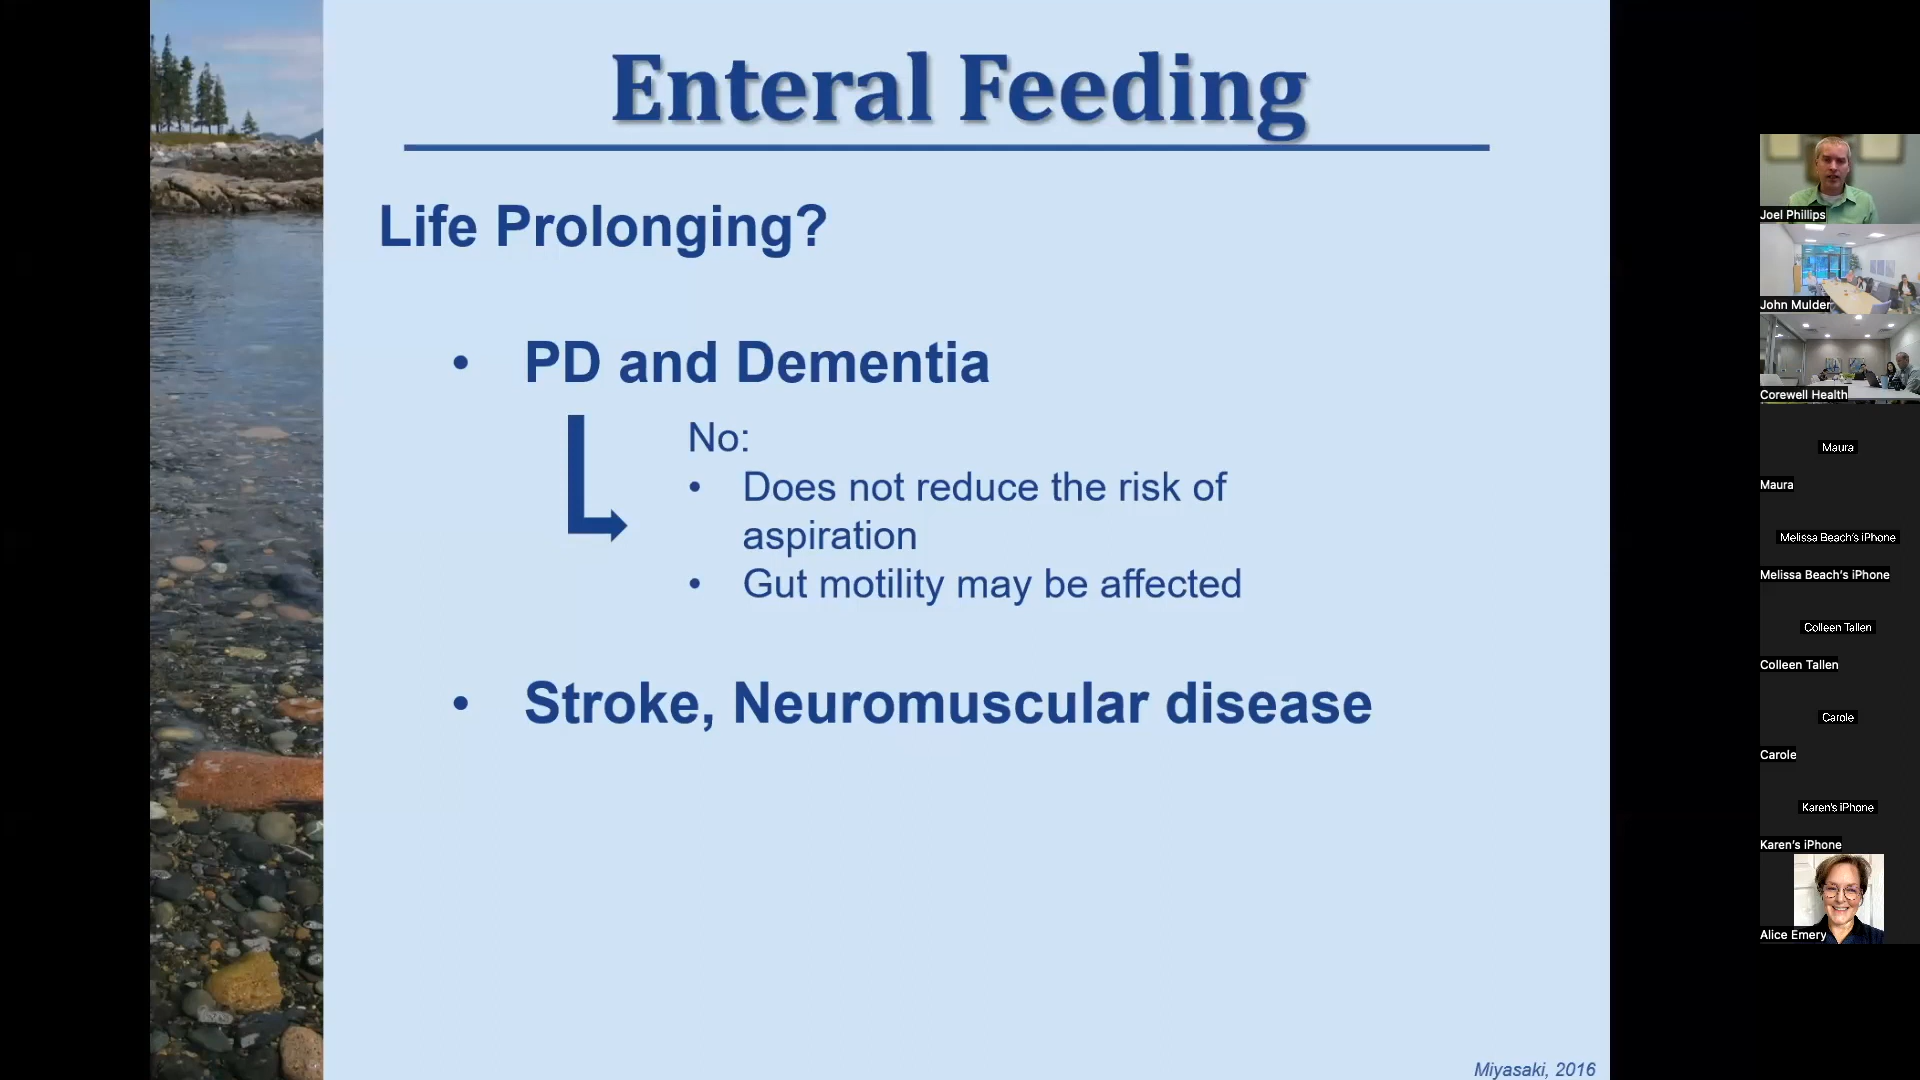 Enteral Feeding
Life Prolonging?
• PD and Dementia
No:
• Does not reduce the risk of
aspiration
• Gut motility may be affected
• Stroke, Neuromuscular disease
Miyasaki, 2016
Joel Phillips
John Mulder
Corewell Health
Maura
Maura
Melissa Beach's iPhone
Melissa Beach's iPhone
Colleen Tallen
Colleen Tallen
Carole
Carole
Karen's iPhone
Karen's iPhone
Alice Emery